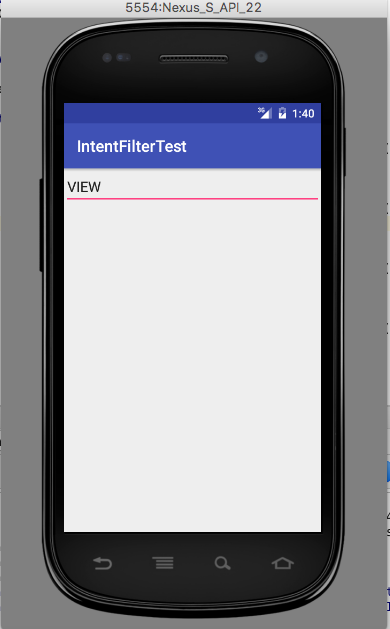 5554:Nexus_S_API_22
3G 1:40
IntentFilterTest
VIEW